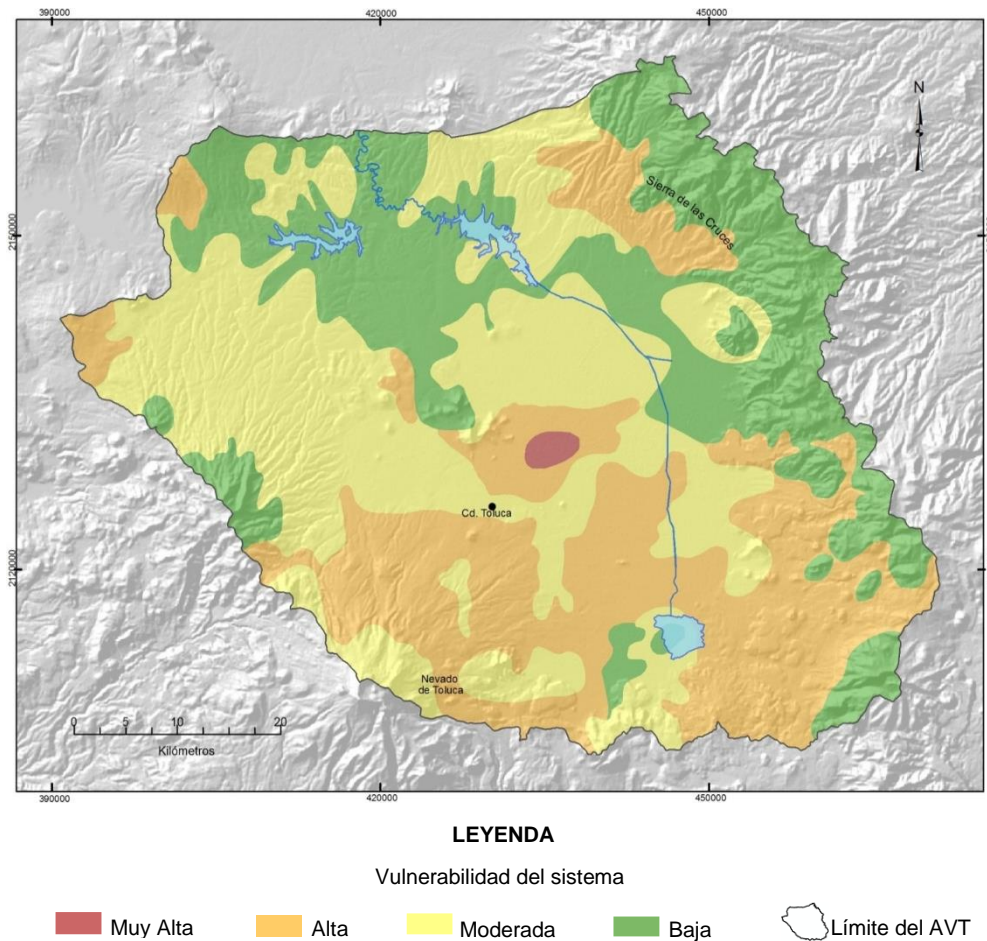 390000 420000 450000
N
Sierra de las Cruces
2150000
Cd. Toluca
2120000
Nevado
de Toluca
0 5 10 20
Kilómetros
390000 420000 450000
LEYENDA
Vulnerabilidad del sistema
Muy Alta Alta Moderada Baja Límite del AVT